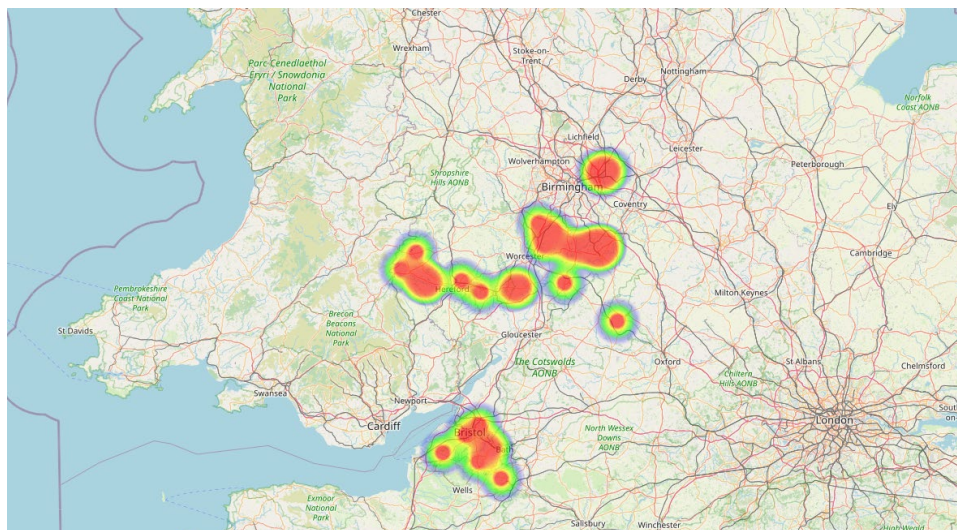 Chester
Wrexham
Stoke-on-
Trent
Parc Cenedlaethol
Eryri / Snowdonia
National
Park
Derby
Nottingham
Norfolk
Coast AONB
Lichfield
Leicester
Wolverhampton
Peterborough
Shropshire
Hills AONB
Birmingham
Coventry
Ely
Worcester
Cambridge
Pembrokeshire
Coast National
Park
Hereford
Milton Keynes
St Davids
Brecon
Beacons
National
Park
Gloucester
The Cotswolds
AONB
Oxford
St Albans
Chelmsford
Chiltern
Hills AONB
Swansea
Newport
Cardiff
Bristol
Bath
North Wessex
Downs
AONB
London
Wells
Exmoor
National
Park
Salisbury
Winchester
High Weald